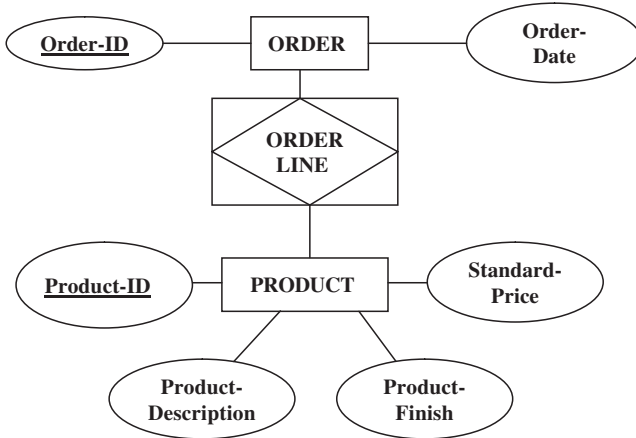 Order-ID
ORDER
Order-
Date
ORDER
LINE
Product-ID
PRODUCT
Standard-
Price
Product-
Description
Product-
Finish